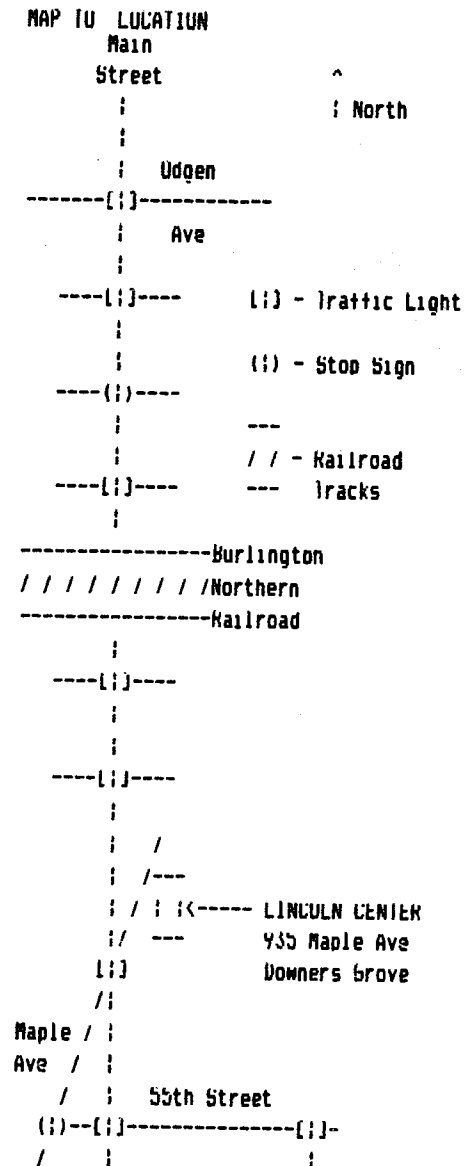 MAP TO LOCATION
Main
Street
^
¦ North
Odgen
Ave
[¦] - Traffic Light
(¦) - Stop Sign
---
/ / - Railroad
--- Tracks
-----------------Burlington
/ / / / / / / / /Northern
-----------------Railroad
<----- LINCOLN CENTER
935 Maple Ave
Downers Grove
Maple
Ave
55th Street